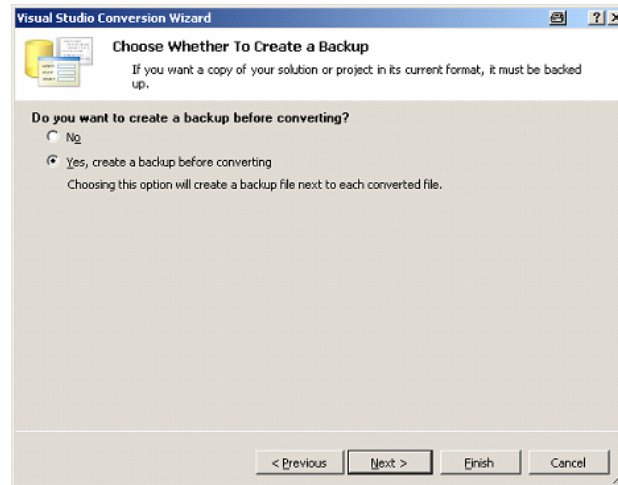 Visual Studio Conversion Wizard
Choose Whether To Create a Backup
If you want a copy of your solution or project in its current format, it must be backed
up.
Do you want to create a backup before converting?
No
Yes, create a backup before converting
Choosing this option will create a backup file next to each converted file.
< Previous Next > Finish Cancel